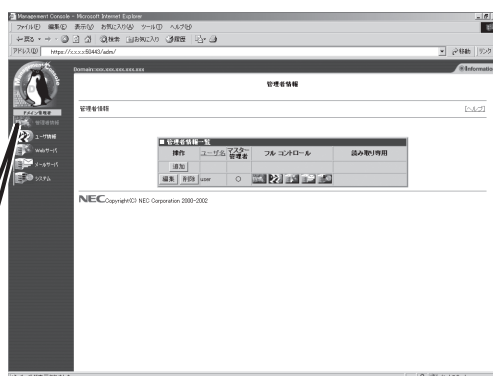 Management Console - Microsoft Internet Explorer
ファイル(F) 編集(E) 表示(V) お気に入り(A) ツール(T) ヘルプ(H)
戻る 検索 お気に入り 履歴
アドレス(D) https://x.x.x.x:50443/adm/ 移動 リンク
Management Console
Domain:xxx.xxx.xxx.xxx.xxx
管理者情報
ドメイン管理者
管理者情報
ユーザ情報
Webサーバ
メールサーバ
システム
管理者情報
[ヘルプ]
■ 管理者情報一覧
操作 ユーザ名 マスター管理者 フル コントロール 読み取り専用
追加
編集 削除 user ○
NEC Copyright(C) NEC Corporation 2000-2002